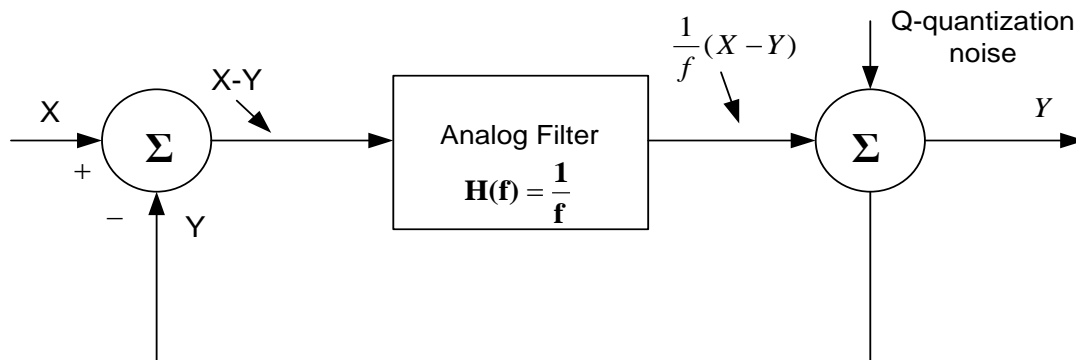 Q-quantization
noise
1/f (X – Y)
X-Y
X
Y
+
Σ
Analog Filter
H(f) = 1/f
Σ
–
Y